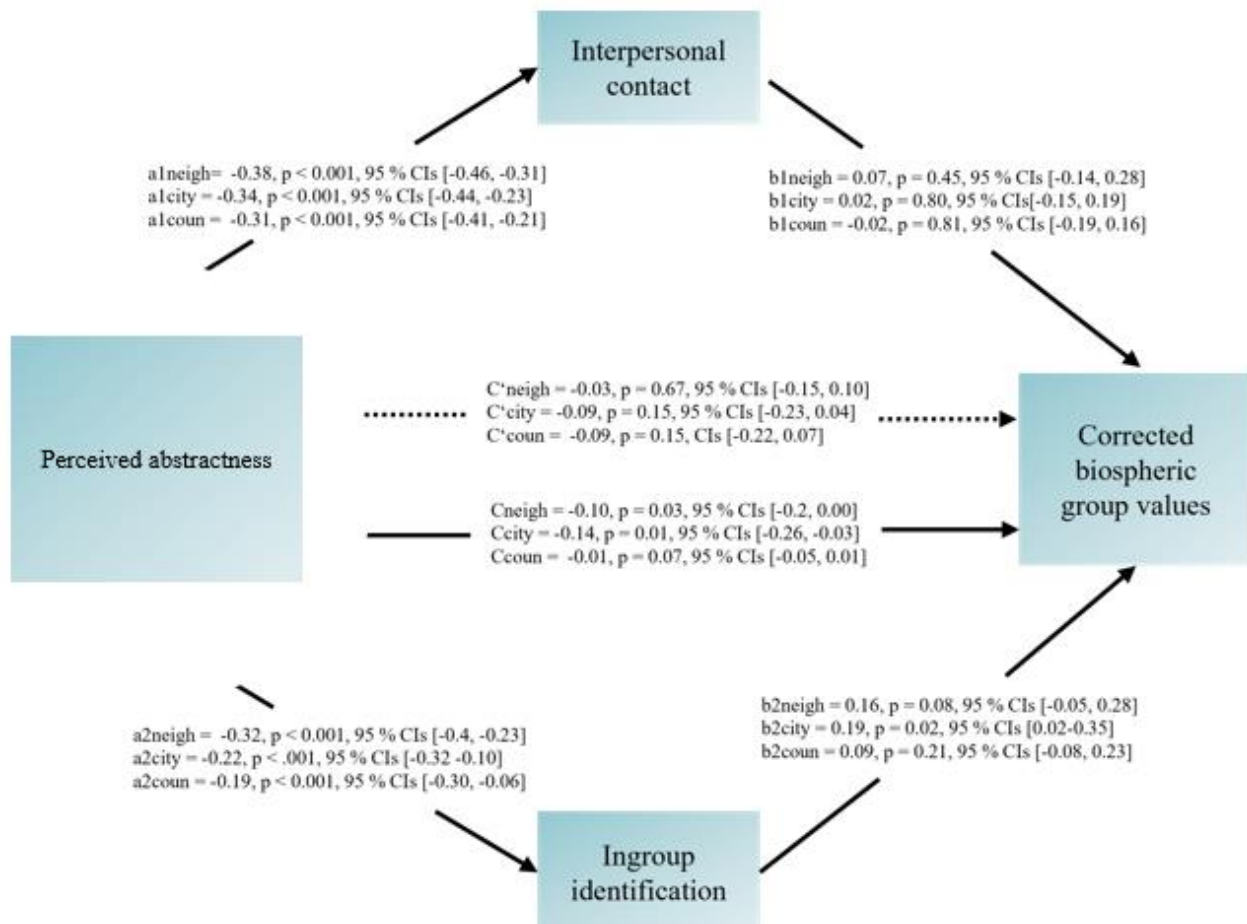 Interpersonal
contact
a1neigh= -0.38, p < 0.001, 95 % CIs [-0.46, -0.31]
a1city = -0.34, p < 0.001, 95 % CIs [-0.44, -0.23]
a1coun = -0.31, p < 0.001, 95 % CIs [-0.41, -0.21]
b1neigh = 0.07, p = 0.45, 95 % CIs [-0.14, 0.28]
b1city = 0.02, p = 0.80, 95 % CIs[-0.15, 0.19]
b1coun = -0.02, p = 0.81, 95 % CIs [-0.19, 0.16]
Perceived abstractness
C‘neigh = -0.03, p = 0.67, 95 % CIs [-0.15, 0.10]
C‘city = -0.09, p = 0.15, 95 % CIs [-0.23, 0.04]
C‘coun = -0.09, p = 0.15, CIs [-0.22, 0.07]
Cneigh = -0.10, p = 0.03, 95 % CIs [-0.2, 0.00]
Ccity = -0.14, p = 0.01, 95 % CIs [-0.26, -0.03]
Ccoun = -0.01, p = 0.07, 95 % CIs [-0.05, 0.01]
Corrected
biospheric
group values
a2neigh = -0.32, p < 0.001, 95 % CIs [-0.4, -0.23]
a2city = -0.22, p < .001, 95 % CIs [-0.32 -0.10]
a2coun = -0.19, p < 0.001, 95 % CIs [-0.30, -0.06]
b2neigh = 0.16, p = 0.08, 95 % CIs [-0.05, 0.28]
b2city = 0.19, p = 0.02, 95 % CIs [0.02-0.35]
b2coun = 0.09, p = 0.21, 95 % CIs [-0.08, 0.23]
Ingroup
identification